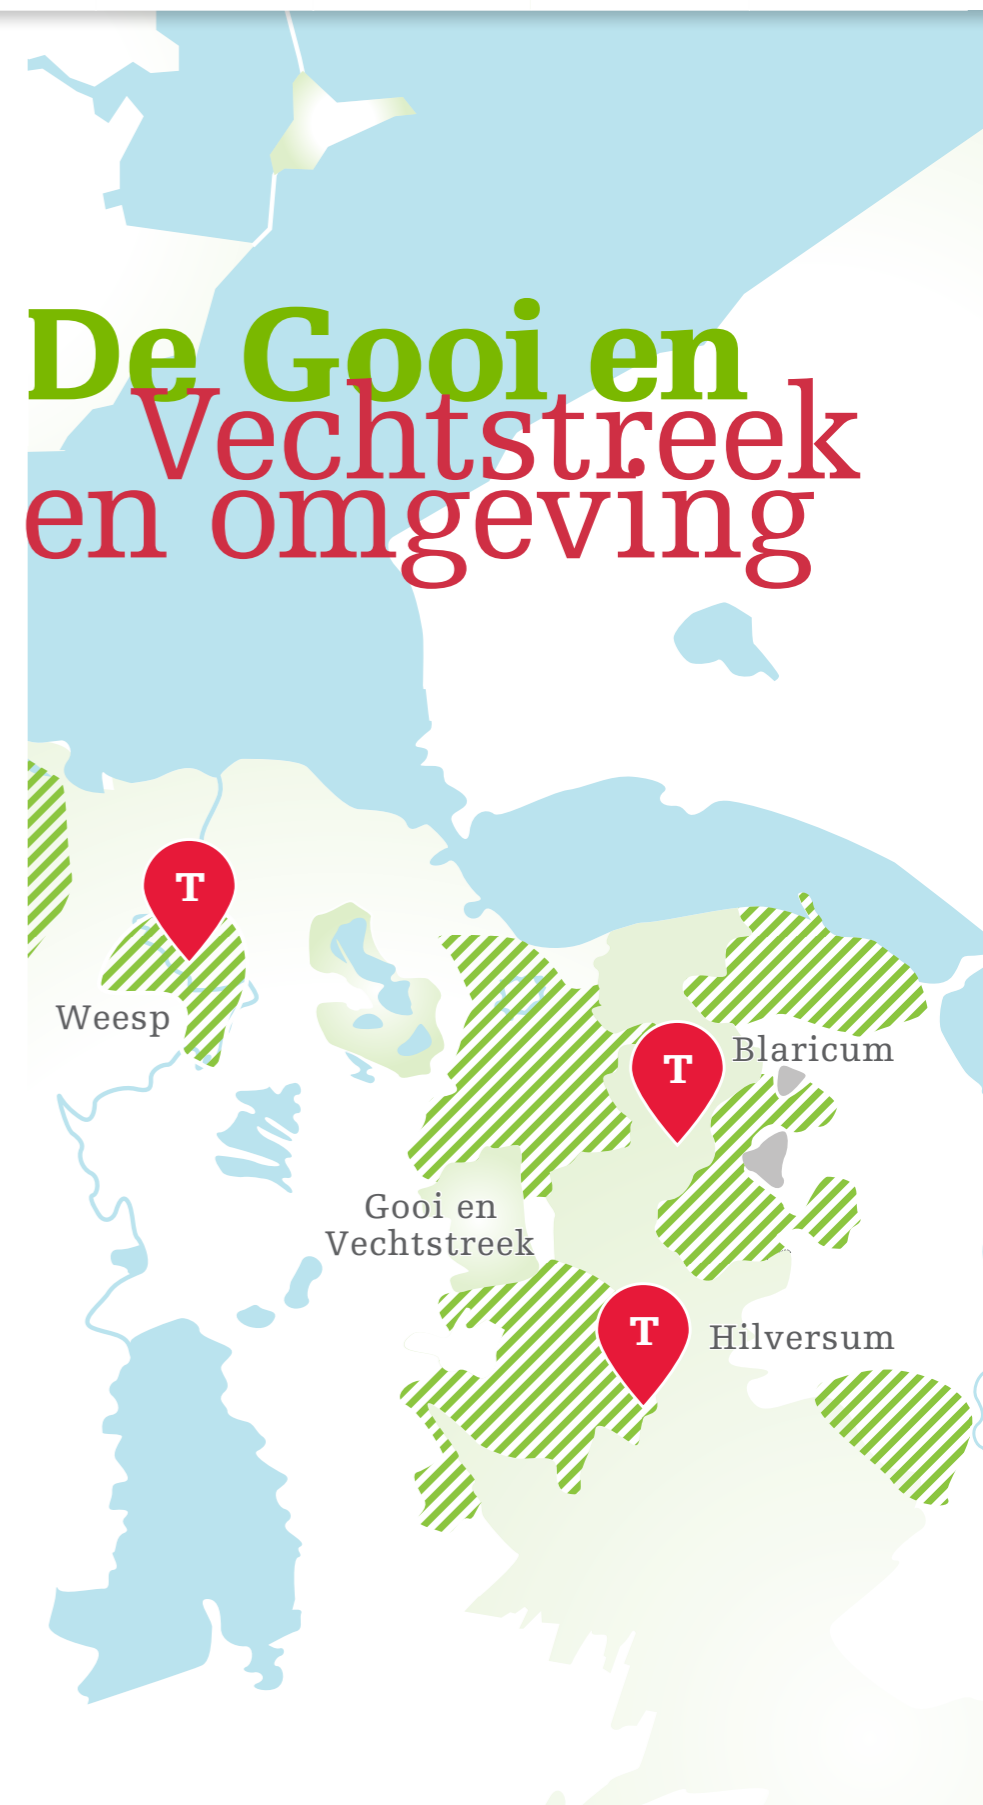 De Gooi en
Vechtstreek
en omgeving
T
Weesp
T
Blaricum
Gooi en
Vechtstreek
T
Hilversum